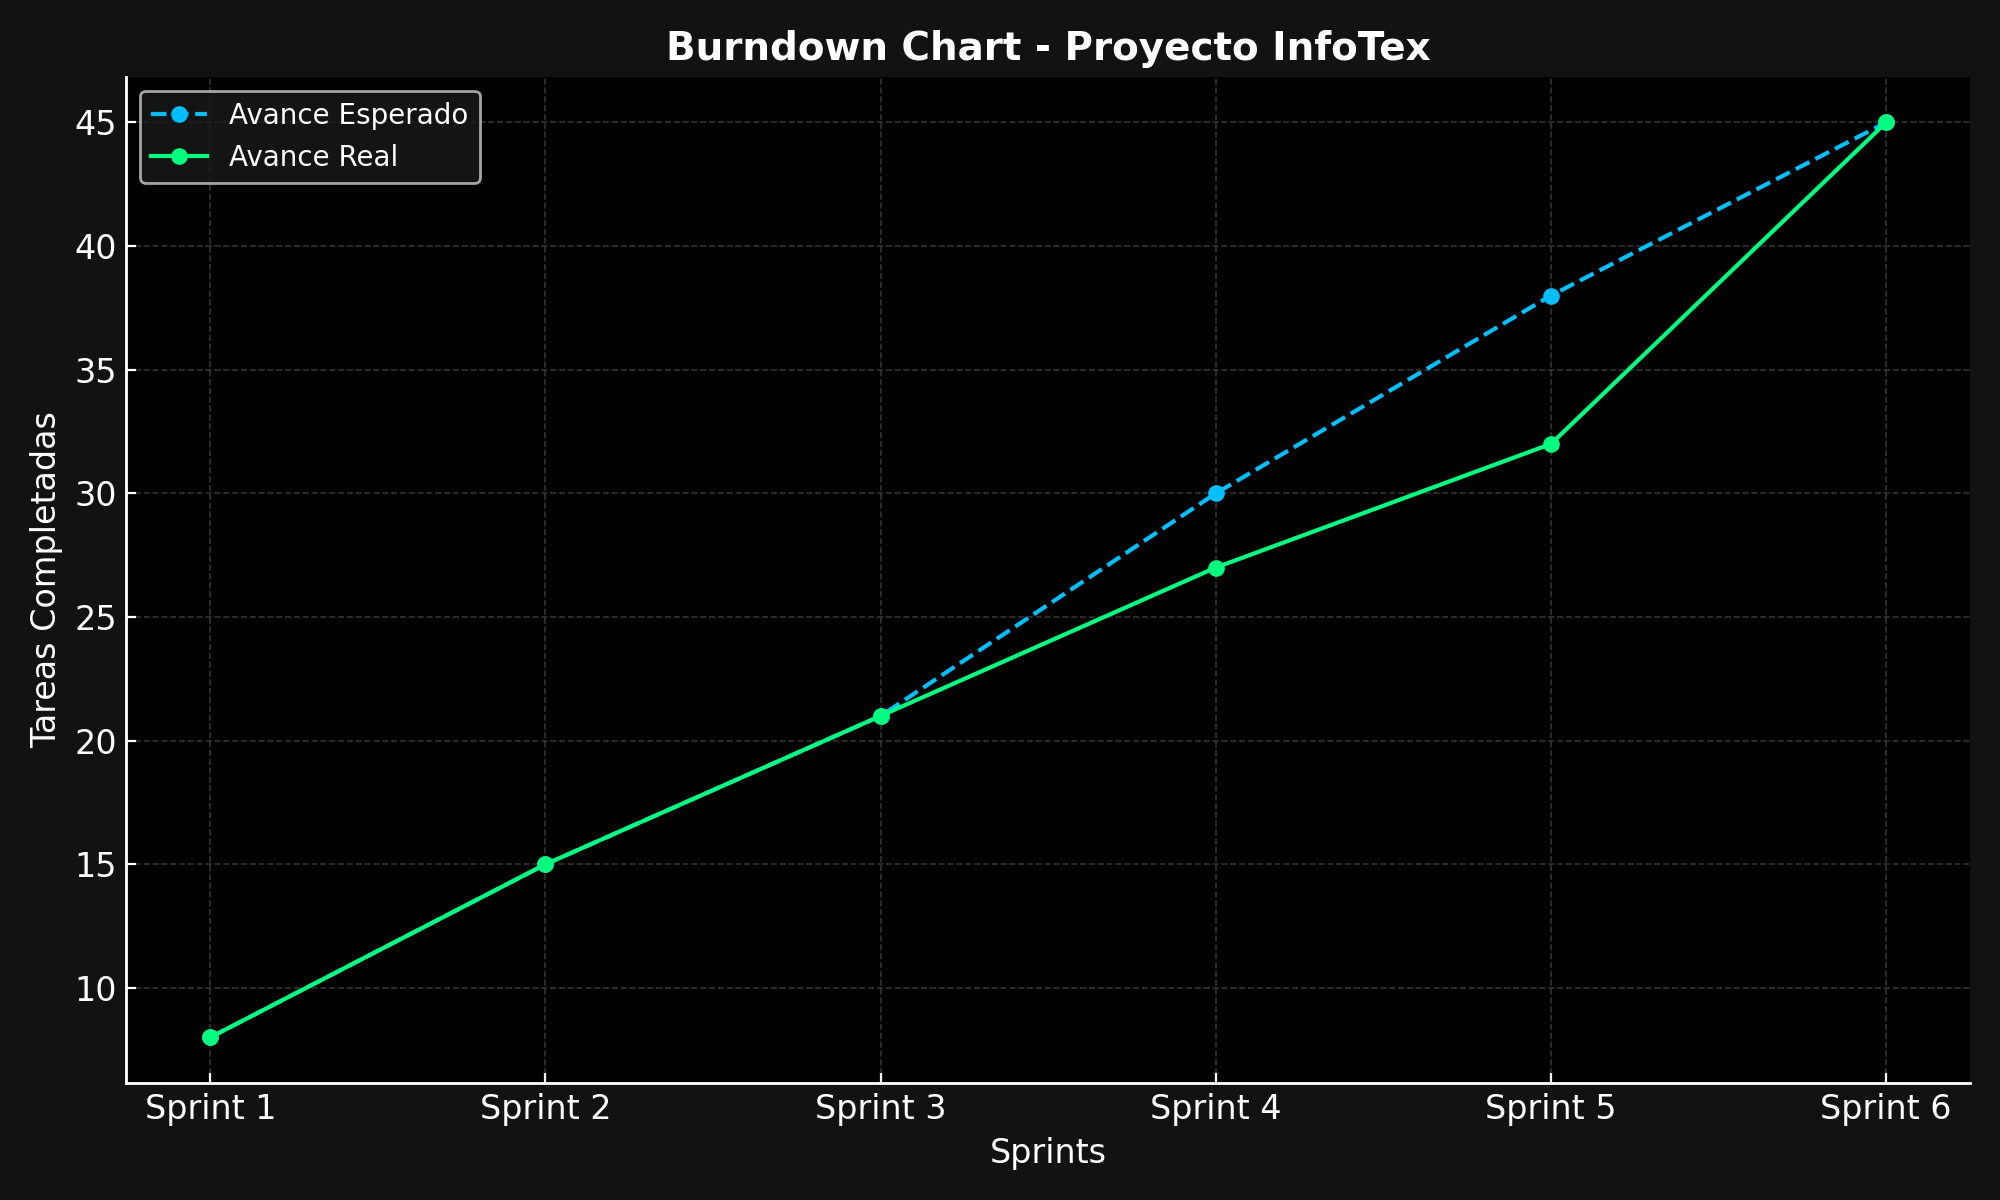 Burndown Chart - Proyecto InfoTex
Avance Esperado
Avance Real
45
40
35
30
25
20
15
10
Tareas Completadas
Sprint 1
Sprint 2
Sprint 3
Sprint 4
Sprint 5
Sprint 6
Sprints